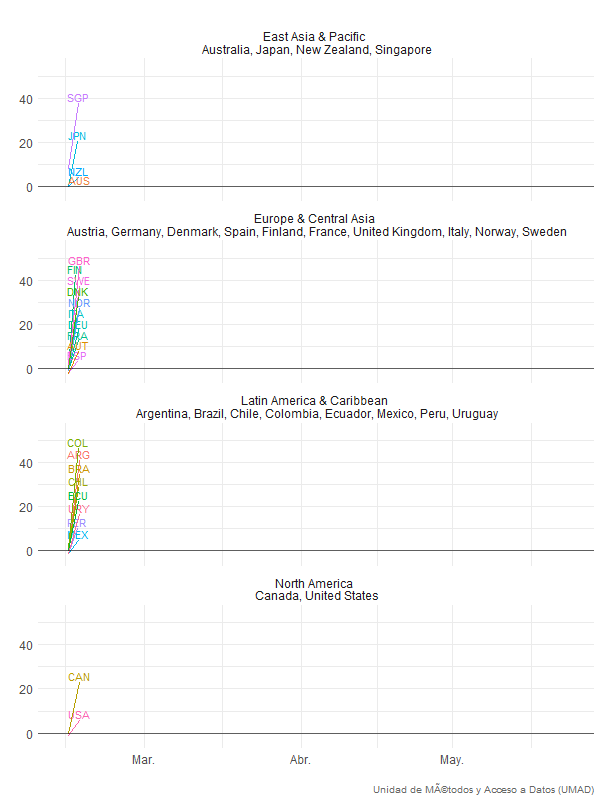 East Asia & Pacific
Australia, Japan, New Zealand, Singapore
40
SGP
20
JPN
NZL
AUS
0
Europe & Central Asia
Austria, Germany, Denmark, Spain, Finland, France, United Kingdom, Italy, Norway, Sweden
GBR
FIN
40
SWE
DNK
NOR
ITA
20
DEU
FRA
AUT
ESP
0
Latin America & Caribbean
Argentina, Brazil, Chile, Colombia, Ecuador, Mexico, Peru, Uruguay
COL
ARG
40
BRA
CHL
ECU
20
URY
PER
MEX
0
North America
Canada, United States
40
CAN
20
USA
0
Mar. Abr. May.
Unidad de MÃ©todos y Acceso a Datos (UMAD)